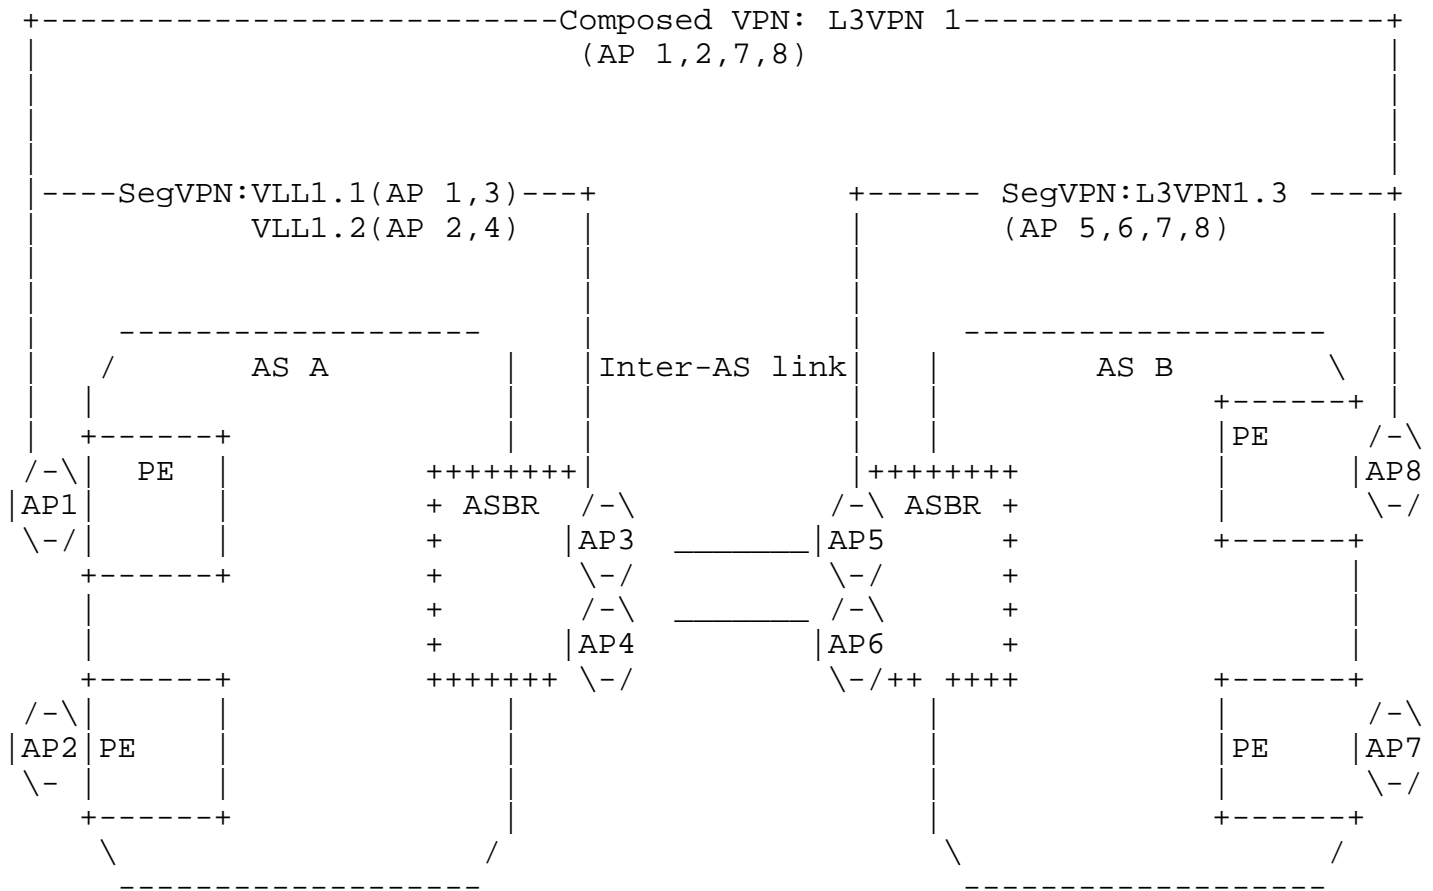 Composed VPN: L3VPN 1
(AP 1,2,7,8)
SegVPN:VLL1.1(AP 1,3)
SegVPN:L3VPN1.3
VLL1.2(AP 2,4)
(AP 5,6,7,8)
AS A
Inter-AS link
AS B
PE
PE
AP8
AP1
ASBR
ASBR
AP3
AP5
AP4
AP6
AP2
PE
PE
AP7